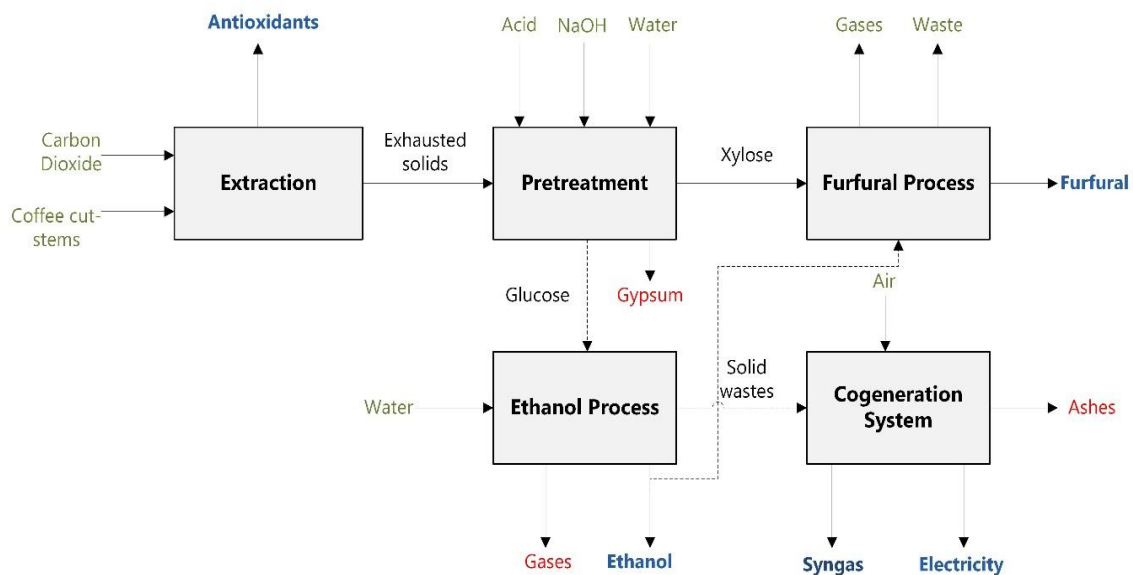 Antioxidants
Acid
NaOH
Water
Gases
Waste
Carbon
Dioxide
Exhausted
solids
Xylose
Extraction
Pretreatment
Furfural Process
Furfural
Coffee cut-
stems
Glucose
Gypsum
Air
Solid
wastes
Water
Ethanol Process
Cogeneration
System
Ashes
Gases
Ethanol
Syngas
Electricity